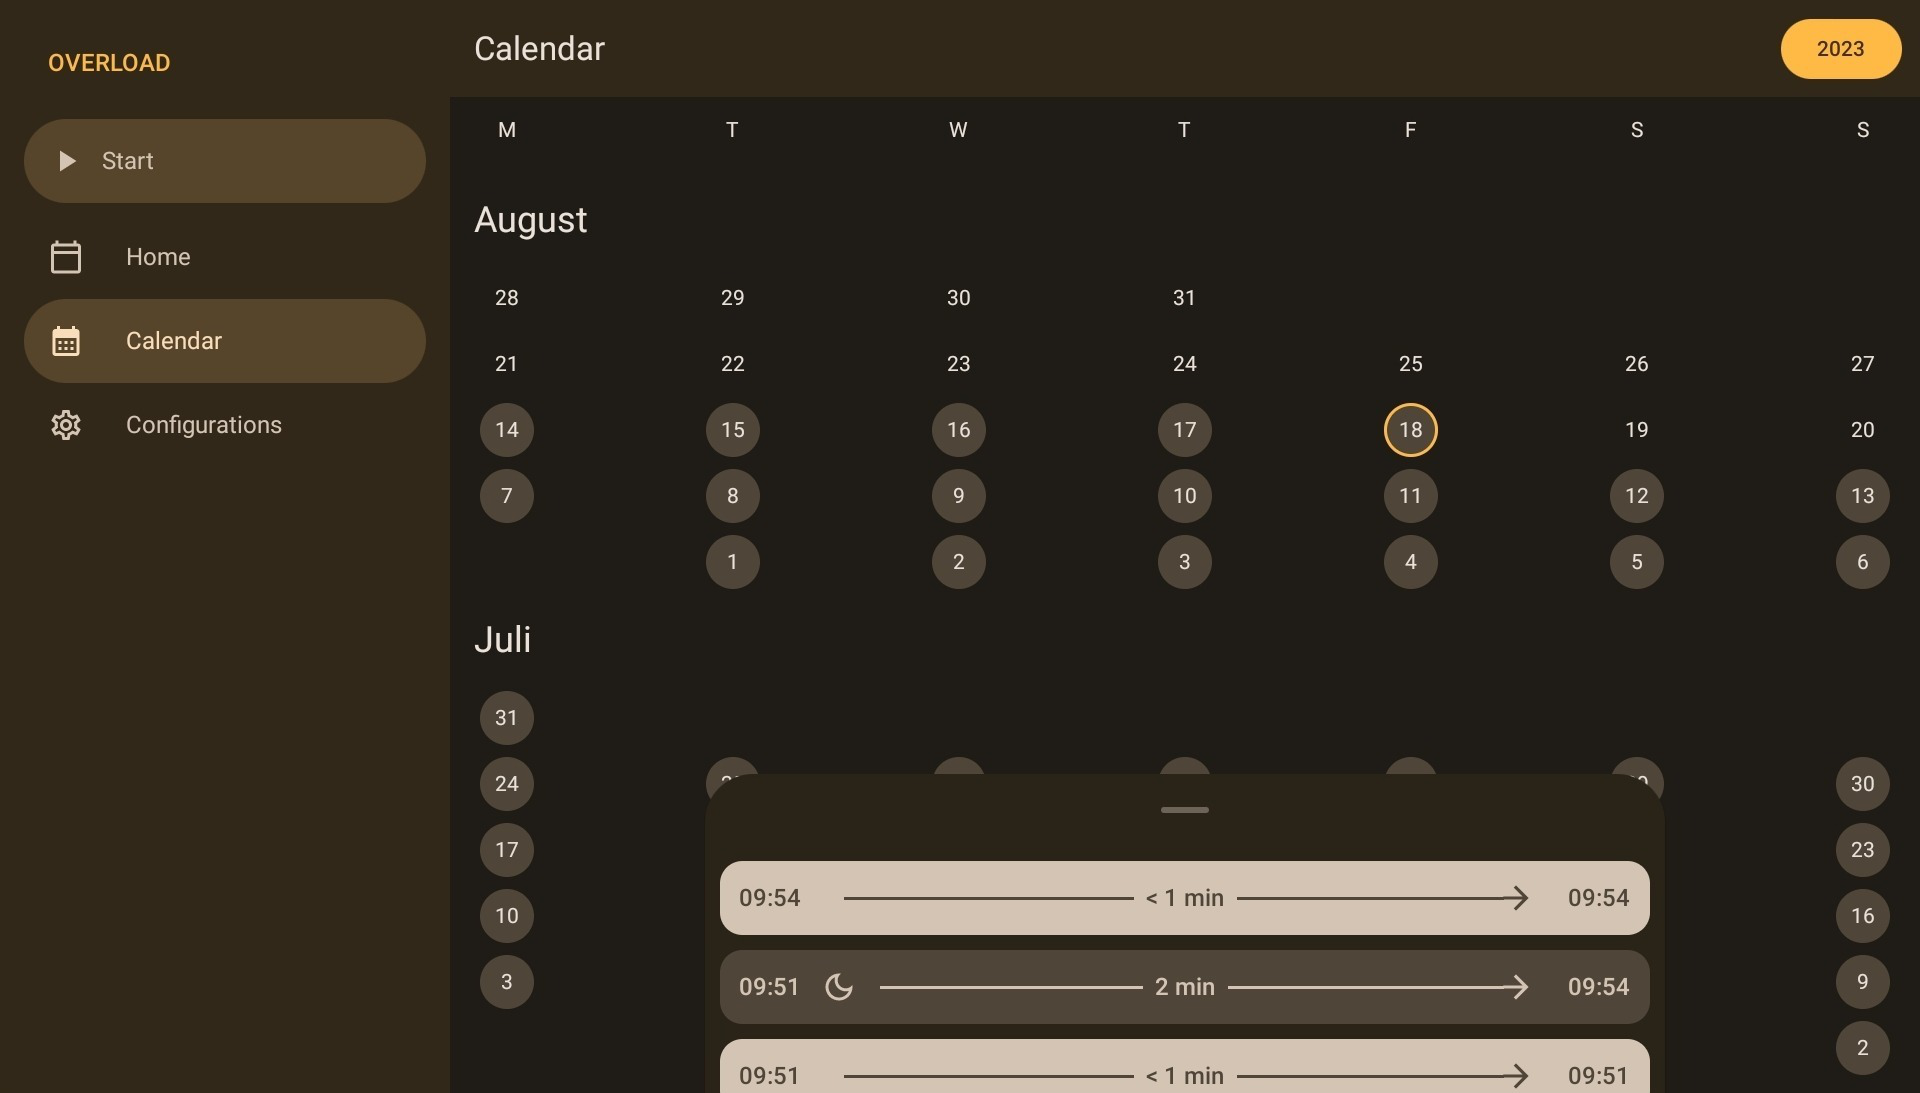 OVERLOAD
Start
Home
Calendar
Configurations
Calendar
2023
M T W T F S S
August
28 29 30 31
21 22 23 24 25 26 27
14 15 16 17 18 19 20
7 8 9 10 11 12 13
1 2 3 4 5 6
Juli
31
24 30
17 23
10 16
3 9
2
09:54 < 1 min 09:54
09:51 2 min 09:54
09:51 < 1 min 09:51